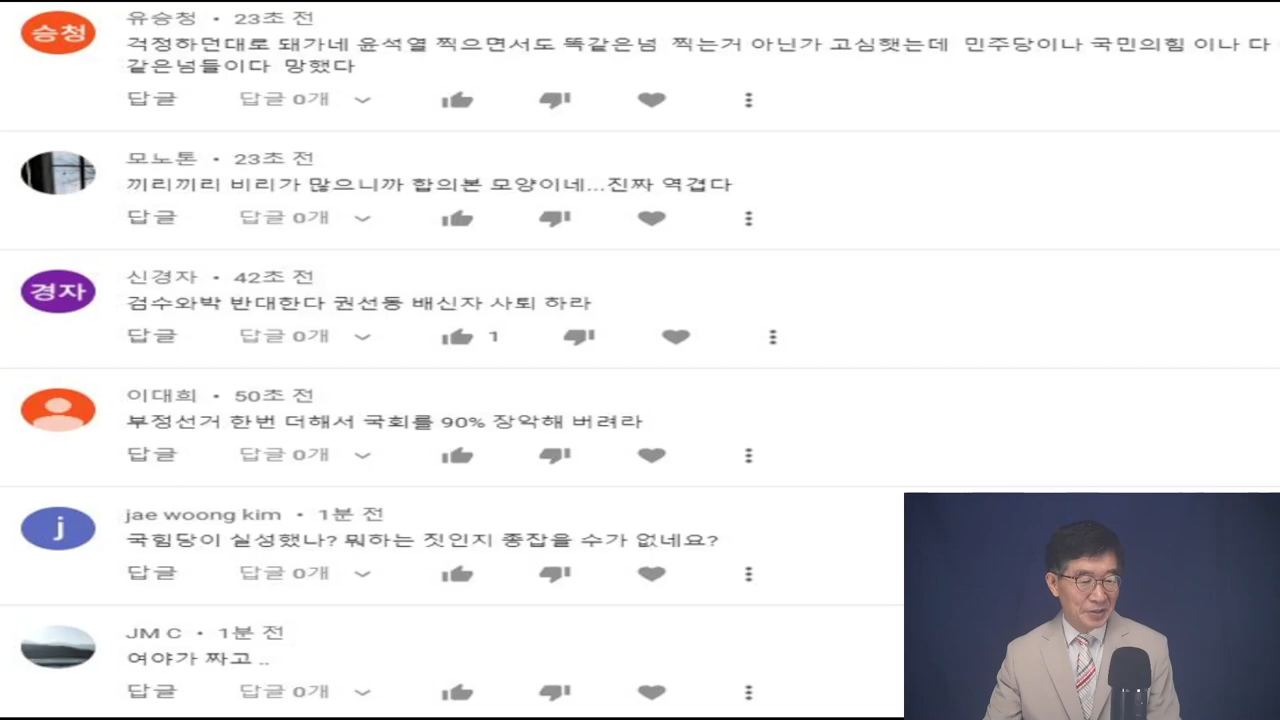 승청
유승청 · 23초 전
걱정하던대로 돼가네 윤석열 찍으면서도 똑같은넘 찍는거 아닌가 고심했는데 민주당이나 국민의힘 이나 다
같은넘들이다 망했다
답글 답글 0개
모노톤 · 23초 전
끼리끼리 비리가 많으니까 합의본 모양이네...진짜 역겹다
답글 답글 0개
경자
신경자 · 42초 전
검수와박 반대한다 권선동 배신자 사퇴 하라
답글 답글 0개 1
이대희 · 50초 전
부정선거 한번 더해서 국회를 90% 장악해 버려라
답글 답글 0개
j
jae woong kim · 1분 전
국힘당이 실성했나? 뭐하는 짓인지 종잡을 수가 없네요?
답글 답글 0개
JM C · 1분 전
여야가 짜고 ..
답글 답글 0개